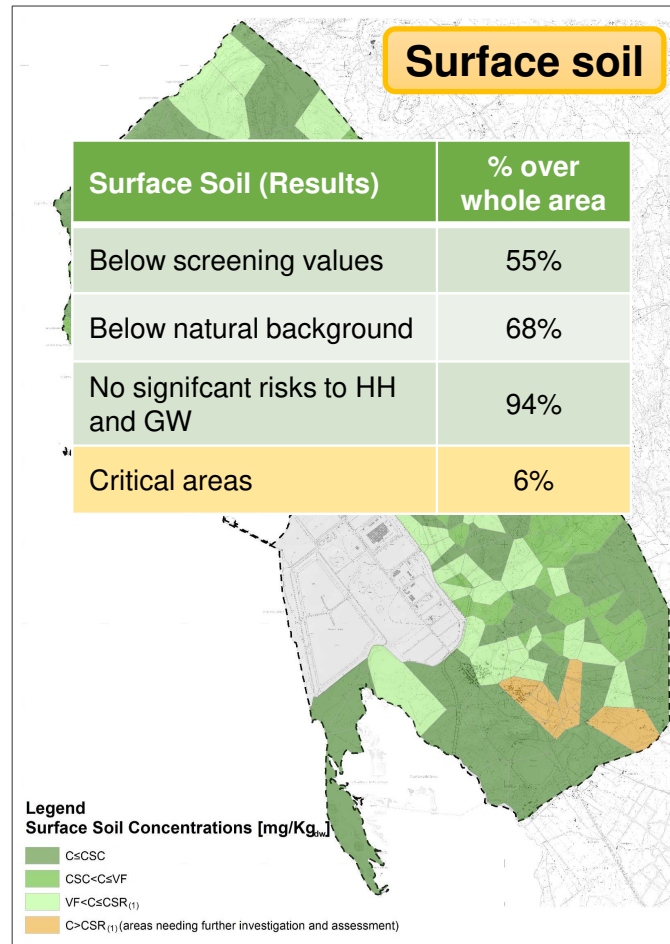 Surface soil
Surface Soil (Results)
% over
whole area
Below screening values
55%
Below natural background
68%
No signifcant risks to HH
and GW
94%
Critical areas
6%
Legend
Surface Soil Concentrations [mg/Kgdw]
C≤CSC
CSC<C≤VF
VF<C≤CSR(1)
C>CSR(1) (areas needing further investigation and assessment)